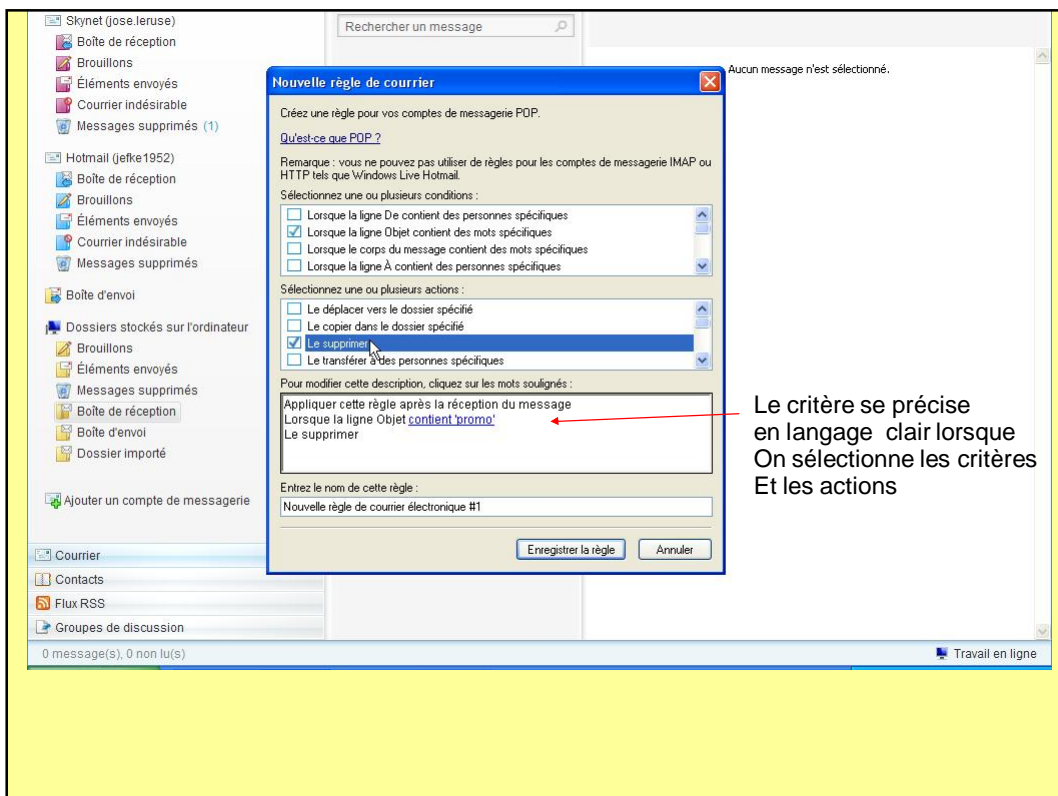 Skynet (jose.leruse)
Boîte de réception
Brouillons
Éléments envoyés
Courrier indésirable
Messages supprimés (1)
Hotmail (jefke1952)
Boîte de réception
Brouillons
Éléments envoyés
Courrier indésirable
Messages supprimés
Boîte d'envoi
Dossiers stockés sur l'ordinateur
Brouillons
Éléments envoyés
Messages supprimés
Boîte de réception
Boîte d'envoi
Dossier importé
Ajouter un compte de messagerie
Courrier
Contacts
Flux RSS
Groupes de discussion
0 message(s), 0 non lu(s)
Rechercher un message
Aucun message n'est sélectionné.
Nouvelle règle de courrier
Créez une règle pour vos comptes de messagerie POP.
Qu'est-ce que POP ?
Remarque : vous ne pouvez pas utiliser de règles pour les comptes de messagerie IMAP ou
HTTP tels que Windows Live Hotmail.
Sélectionnez une ou plusieurs conditions :
Lorsque la ligne De contient des personnes spécifiques
Lorsque la ligne Objet contient des mots spécifiques
Lorsque le corps du message contient des mots spécifiques
Lorsque la ligne À contient des personnes spécifiques
Sélectionnez une ou plusieurs actions :
Le déplacer vers le dossier spécifié
Le copier dans le dossier spécifié
Le supprimer
Le transférer à des personnes spécifiques
Pour modifier cette description, cliquez sur les mots soulignés :
Appliquer cette règle après la réception du message
Lorsque la ligne Objet contient 'promo'
Le supprimer
Entrez le nom de cette règle :
Nouvelle règle de courrier électronique #1
Enregistrer la règle
Annuler
Le critère se précise
en langage clair lorsque
On sélectionne les critères
Et les actions
Travail en ligne